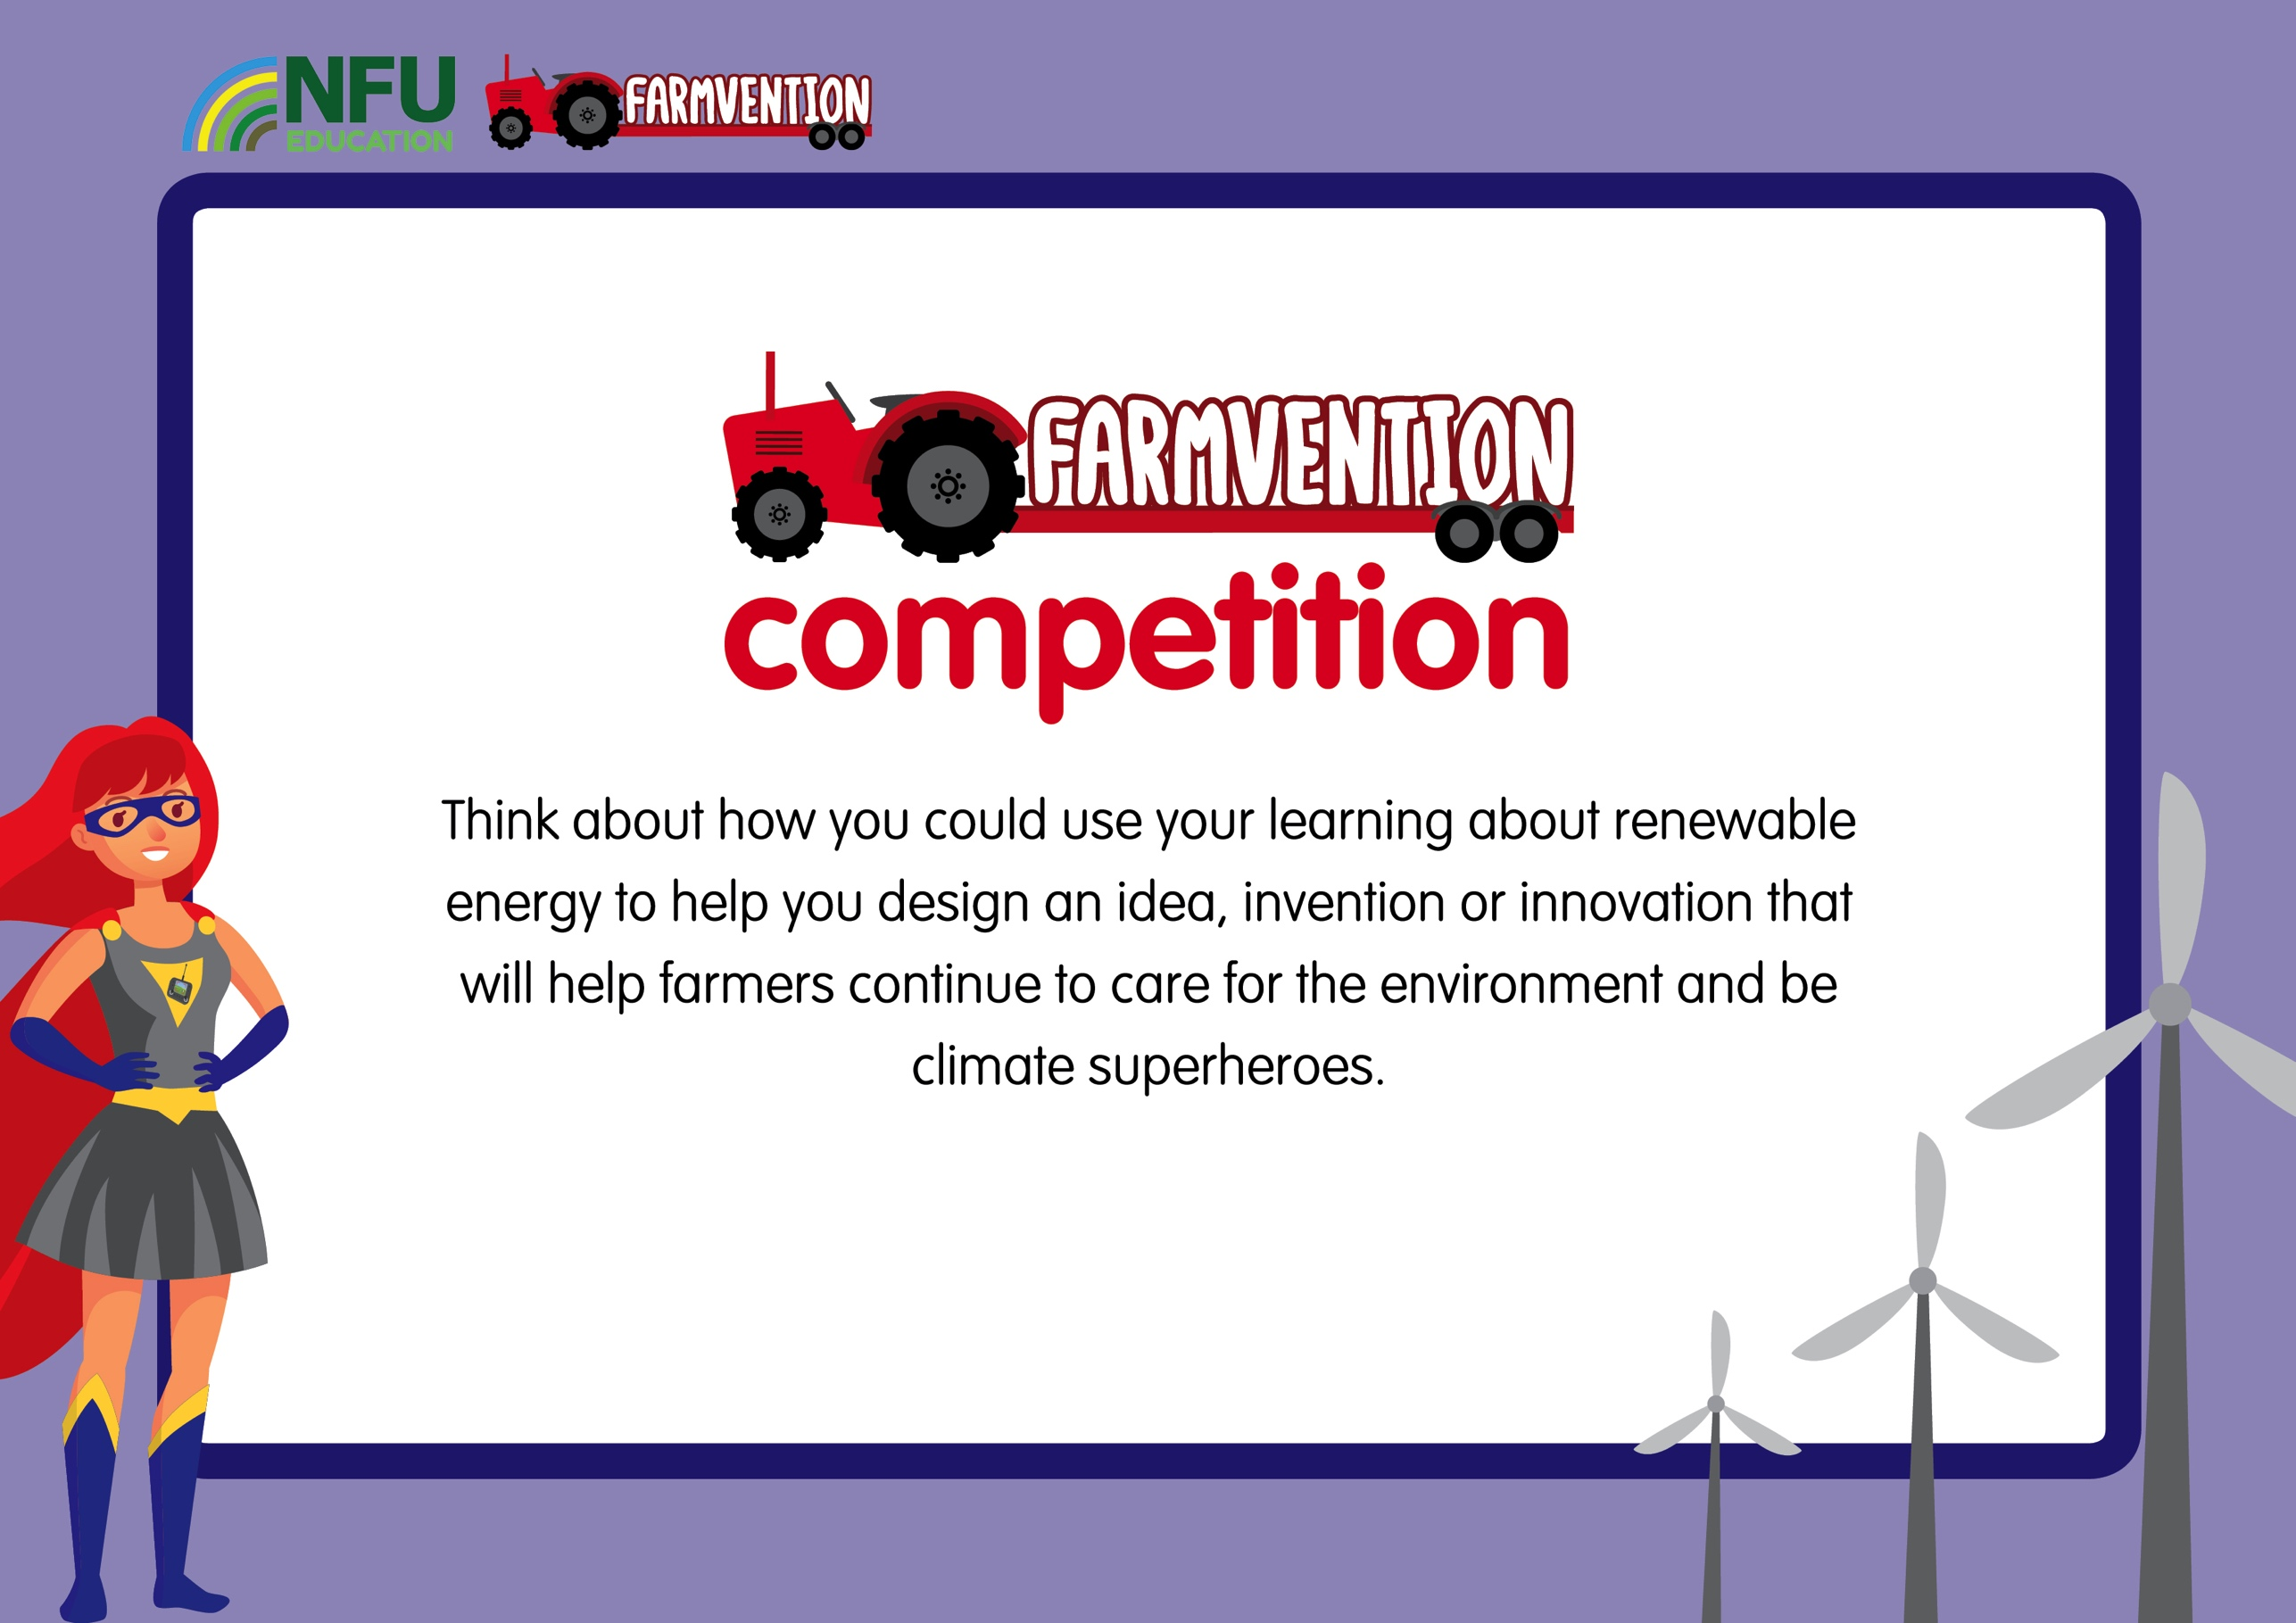 NFU
EDUCATION
FARMVENTION
FARMVENTION
competition
Think about how you could use your learning about renewable
energy to help you design an idea, invention or innovation that
will help farmers continue to care for the environment and be
climate superheroes.